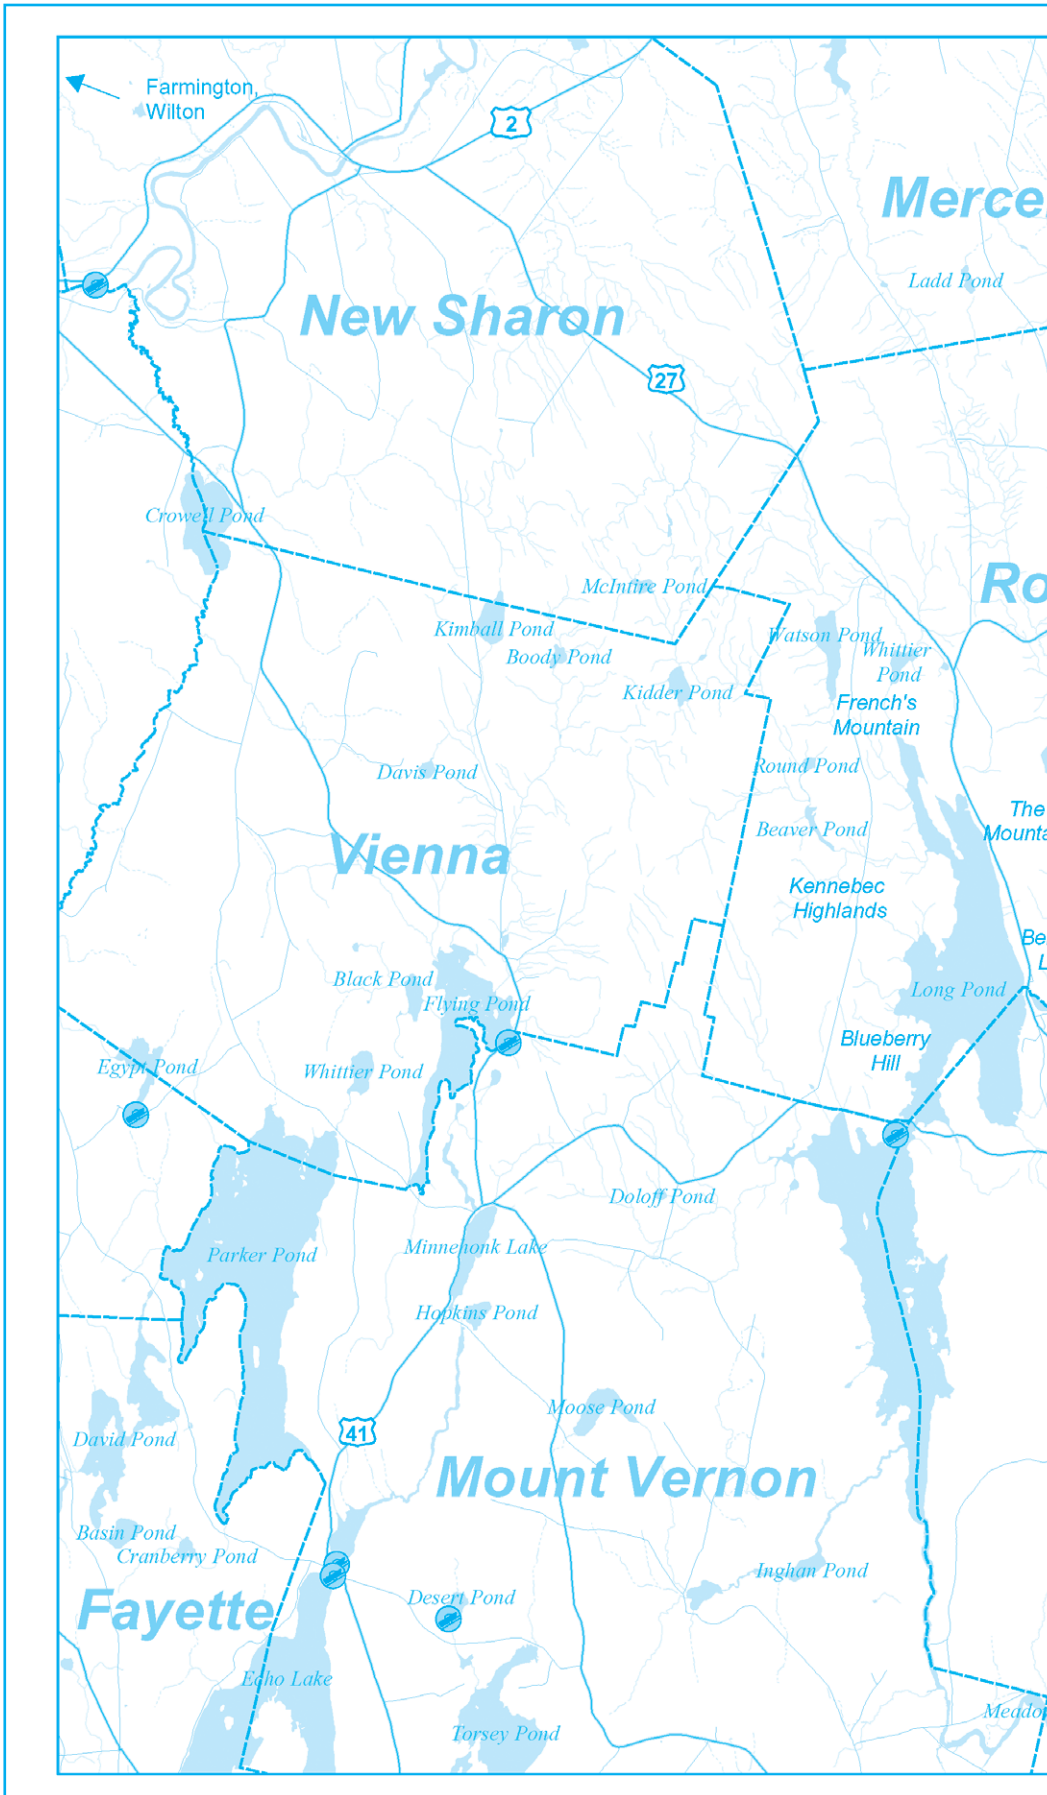 Farmington,
Wilton
2
Merce
Ladd Pond
New Sharon
27
Crowell Pond
McIntire Pond
Ro
Kimball Pond
Watson Pond
Boody Pond
Whittier
Pond
Kidder Pond
French's
Mountain
Davis Pond
Round Pond
The
Mounta
Beaver Pond
Vienna
Kennebec
Highlands
Be
L
Black Pond
Long Pond
Flying Pond
Blueberry
Hill
Egypt Pond
Whittier Pond
Doloff Pond
Minnehonk Lake
Parker Pond
Hopkins Pond
Moose Pond
41
David Pond
Mount Vernon
Basin Pond
Cranberry Pond
Inghan Pond
Desert Pond
Fayette
Echo Lake
Meado
Torsey Pond